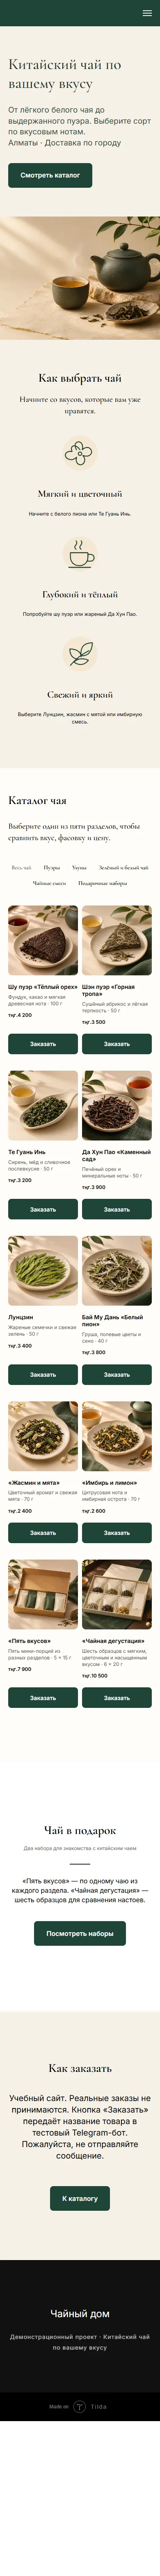 Китайский чай по
вашему вкусу
От лёгкого белого чая до
выдержанного пуэра. Выберите сорт
по вкусовым нотам.
Алматы · Доставка по городу
Смотреть каталог
Как выбрать чай
Начните со вкусов, которые вам уже
нравятся.
Мягкий и цветочный
Начните с белого пиона или Те Гуань Инь.
Глубокий и тёплый
Попробуйте шу пуэр или жареный Да Хун Пао.
Свежий и яркий
Выберите Лунцзин, жасмин с мятой или имбирную
смесь.
Каталог чая
Выберите один из пяти разделов, чтобы
сравнить вкус, фасовку и цену.
Весь чай Пуэры Улуны Зелёный и белый чай
Чайные смеси Подарочные наборы
Шу пуэр «Тёплый орех»
Фундук, какао и мягкая
древесная нота · 100 г
тңг.4 200
Заказать
Шэн пуэр «Горная
тропа»
Сушёный абрикос и лёгкая
терпкость · 50 г
тңг.3 500
Заказать
Те Гуань Инь
Сирень, мёд и сливочное
послевкусие · 50 г
тңг.3 200
Заказать
Да Хун Пао «Каменный
сад»
Печёный орех и
минеральные ноты · 50 г
тңг.3 900
Заказать
Лунцзин
Жареные семечки и свежая
зелень · 50 г
тңг.3 400
Заказать
Бай Му Дань «Белый
пион»
Груша, полевые цветы и
сено · 40 г
тңг.3 800
Заказать
«Жасмин и мята»
Цветочный аромат и свежая
мята · 70 г
тңг.2 400
Заказать
«Имбирь и лимон»
Цитрусовая нота и
имбирная острота · 70 г
тңг.2 600
Заказать
«Пять вкусов»
Пять мини-порций из
разных разделов · 5 × 15 г
тңг.7 900
Заказать
«Чайная дегустация»
Шесть образцов с мягким,
цветочным и насыщенным
вкусом · 6 × 20 г
тңг.10 500
Заказать
Чай в подарок
Два набора для знакомства с китайским чаем
«Пять вкусов» — по одному чаю из
каждого раздела. «Чайная дегустация» —
шесть образцов для сравнения настоев.
Посмотреть наборы
Как заказать
Учебный сайт. Реальные заказы не
принимаются. Кнопка «Заказать»
передаёт название товара в
тестовый Telegram-бот.
Пожалуйста, не отправляйте
сообщение.
К каталогу
Чайный дом
Демонстрационный проект · Китайский чай
по вашему вкусу
Made on Tilda